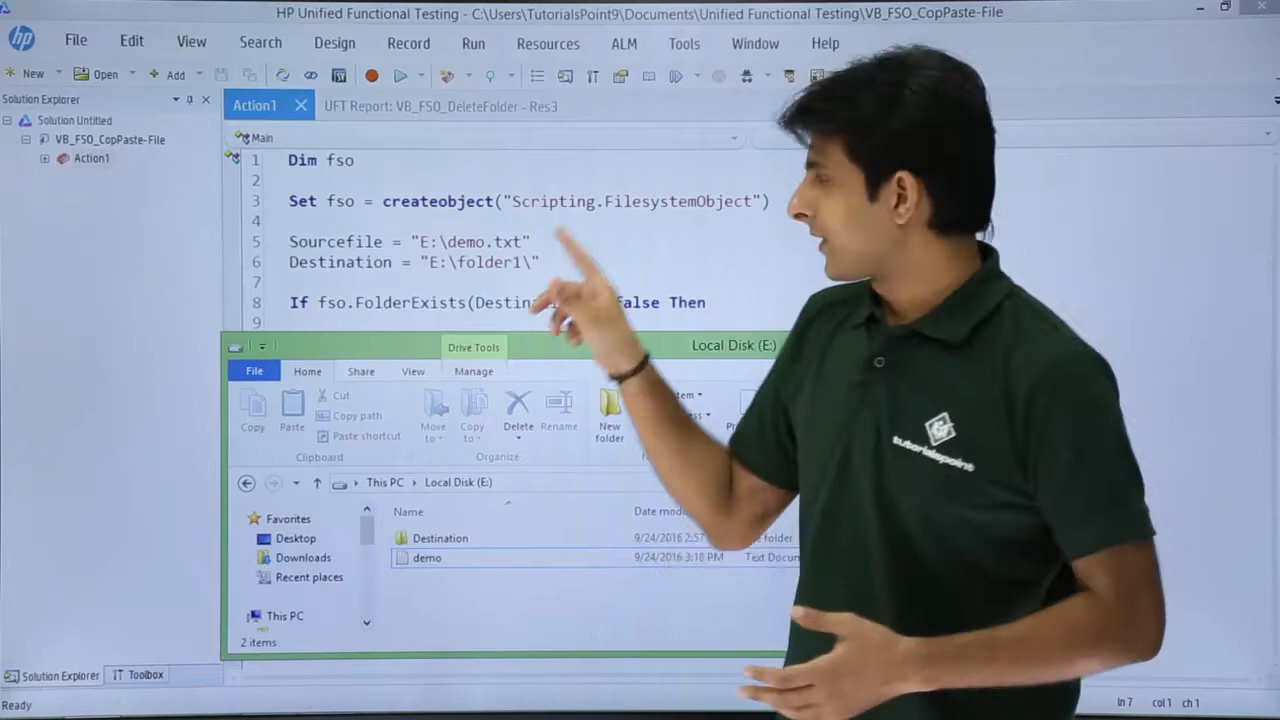 HP Unified Functional Testing - C:\Users\TutorialsPoint9\Documents\Unified Functional Testing\VB_FSO_CopPaste-File
hp File Edit View Search Design Record Run Resources ALM Tools Window Help
New Open Add
Solution Explorer
Action1 UFT Report: VB_FSO_DeleteFolder - Res3
Solution Untitled
VB_FSO_CopPaste-File
Action1
Main
1 Dim fso
2
3 Set fso = createobject("Scripting.FilesystemObject")
4
5 Sourcefile = "E:\demo.txt"
6 Destination = "E:\folder1\"
7
8 If fso.FolderExists(Destin alse Then
9
Drive Tools Local Disk (E:)
File Home Share View Manage
Copy Paste Cut
Copy path
Paste shortcut
Move to Copy to Delete Rename New folder
Clipboard Organize
This PC Local Disk (E:)
Name Date modi
Favorites
Desktop
Downloads
Recent places
This PC
Destination 9/24/2016 2:57 folder
demo 9/24/2016 3:18 PM Text Docun
2 items
tutorialspoint
Solution Explorer Toolbox
Ready ln 7 col 1 ch 1